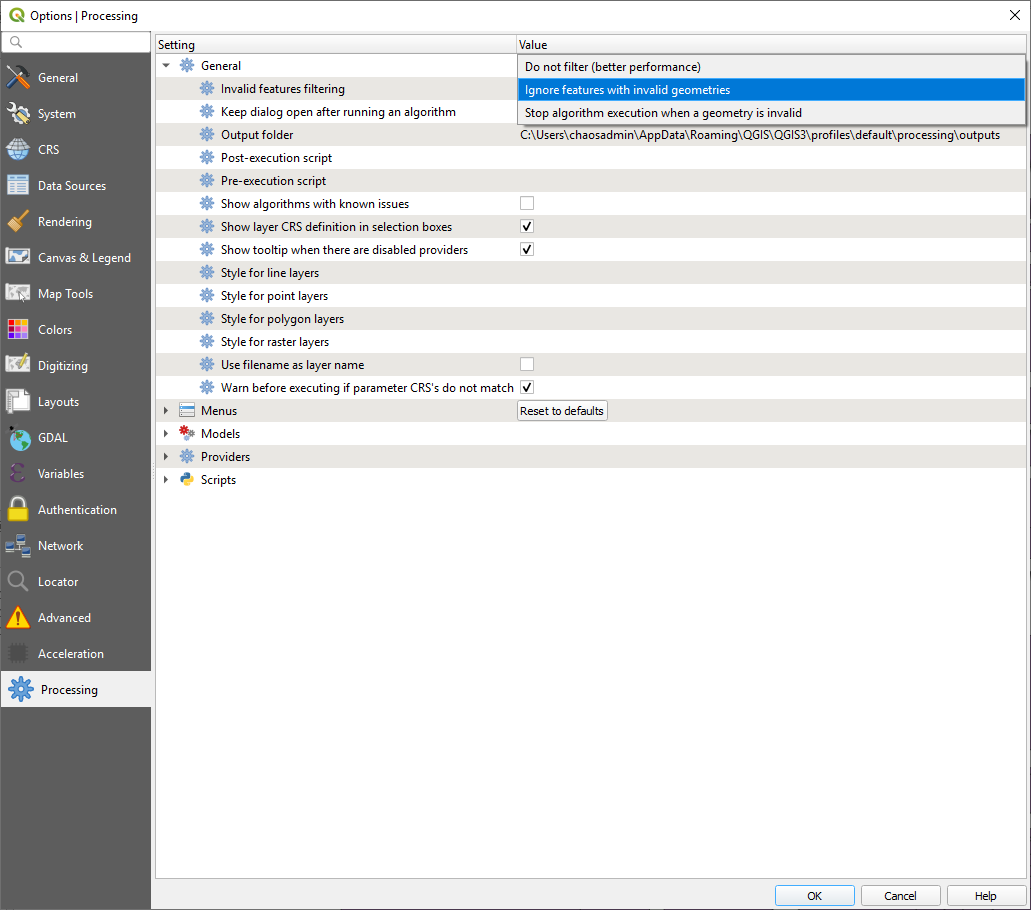 Options | Processing
Setting
Value
General
Do not filter (better performance)
Invalid features filtering
Ignore features with invalid geometries
Keep dialog open after running an algorithm
Stop algorithm execution when a geometry is invalid
Output folder
C:\Users\chaosadmin\AppData\Roaming\QGIS\QGIS3\profiles\default\processing\outputs
Post-execution script
Pre-execution script
Show algorithms with known issues
Show layer CRS definition in selection boxes
Show tooltip when there are disabled providers
Style for line layers
Style for point layers
Style for polygon layers
Style for raster layers
Use filename as layer name
Warn before executing if parameter CRS's do not match
Menus
Reset to defaults
Models
Providers
Scripts
General
System
CRS
Data Sources
Rendering
Canvas & Legend
Map Tools
Colors
Digitizing
Layouts
GDAL
Variables
Authentication
Network
Locator
Advanced
Acceleration
Processing
OK
Cancel
Help